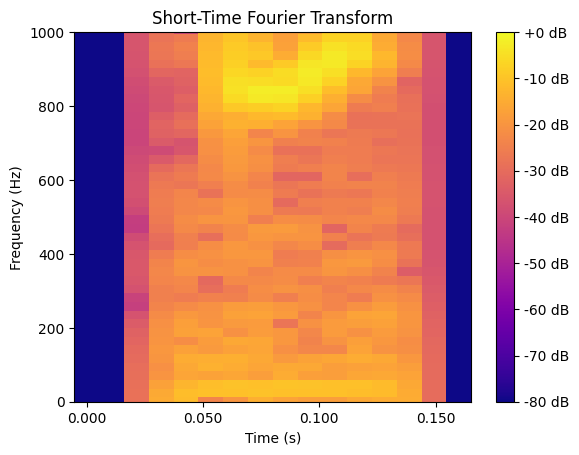 Short-Time Fourier Transform
1000
800
600
400
200
0
Frequency (Hz)
0.000
0.050
0.100
0.150
Time (s)
+0 dB
-10 dB
-20 dB
-30 dB
-40 dB
-50 dB
-60 dB
-70 dB
-80 dB